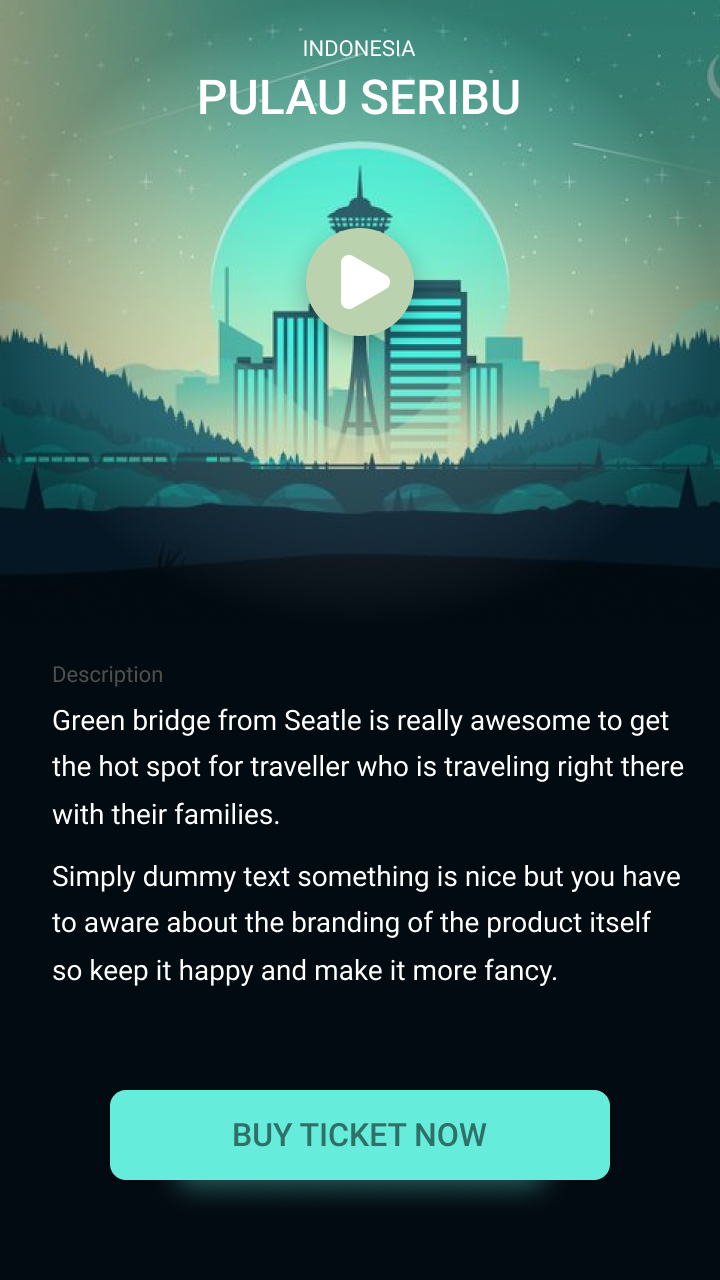 INDONESIA
PULAU SERIBU
Description
Green bridge from Seatle is really awesome to get
the hot spot for traveller who is traveling right there
with their families.
Simply dummy text something is nice but you have
to aware about the branding of the product itself
so keep it happy and make it more fancy.
BUY TICKET NOW